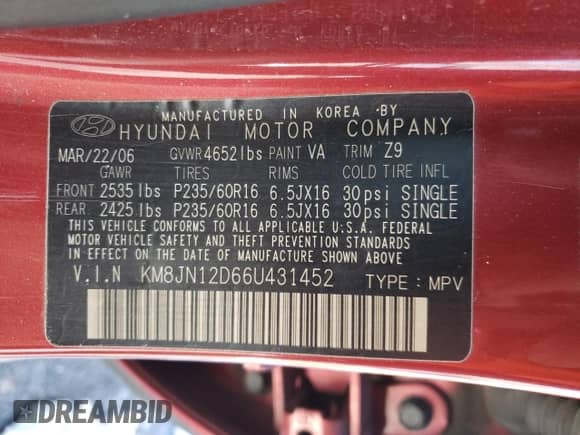 MANUFACTURED IN KOREA BY
HYUNDAI MOTOR COMPANY
MAR/22/06 GVWR 4652 lbs PAINT VA TRIM Z9
GAWR TIRES RIMS COLD TIRE INFL
FRONT 2535 lbs P235/60R16 6.5JX16 30psi SINGLE
REAR 2425 lbs P235/60R16 6.5JX16 30psi SINGLE
THIS VEHICLE CONFORMS TO ALL APPLICABLE U.S.A. FEDERAL
MOTOR VEHICLE SAFETY, BUMPER, AND THEFT PREVENTION
STANDARDS IN EFFECT ON THE DATE OF MANUFACTURE SHOWN ABOVE
V.I.N KM8JN12D66U431452 TYPE : MPV
DREAMBID